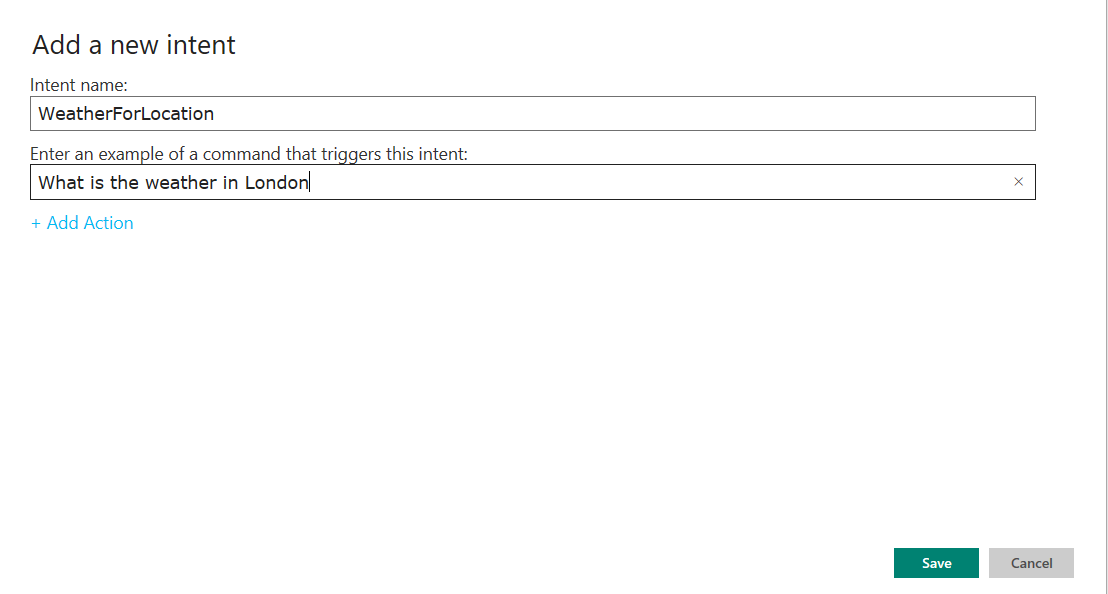 Add a new intent
Intent name:
WeatherForLocation
Enter an example of a command that triggers this intent:
What is the weather in London
+ Add Action
Save
Cancel